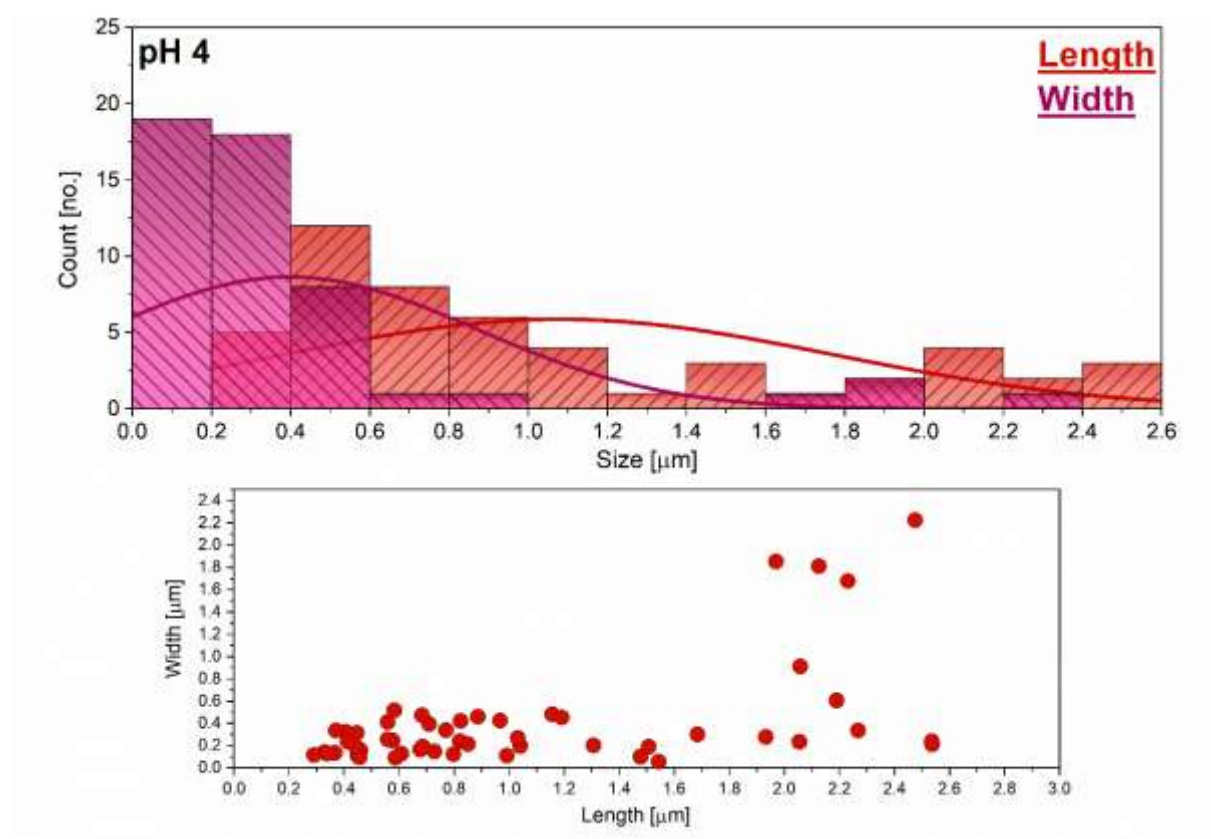 25
pH 4
Length
Width
20
15
10
5
0
Count [no.]
0.0 0.2 0.4 0.6 0.8 1.0 1.2 1.4 1.6 1.8 2.0 2.2 2.4 2.6
Size [μm]
2.4
2.2
2.0
1.8
1.6
1.4
1.2
1.0
0.8
0.6
0.4
0.2
0.0
Width [μm]
0.0 0.2 0.4 0.6 0.8 1.0 1.2 1.4 1.6 1.8 2.0 2.2 2.4 2.6 2.8 3.0
Length [μm]